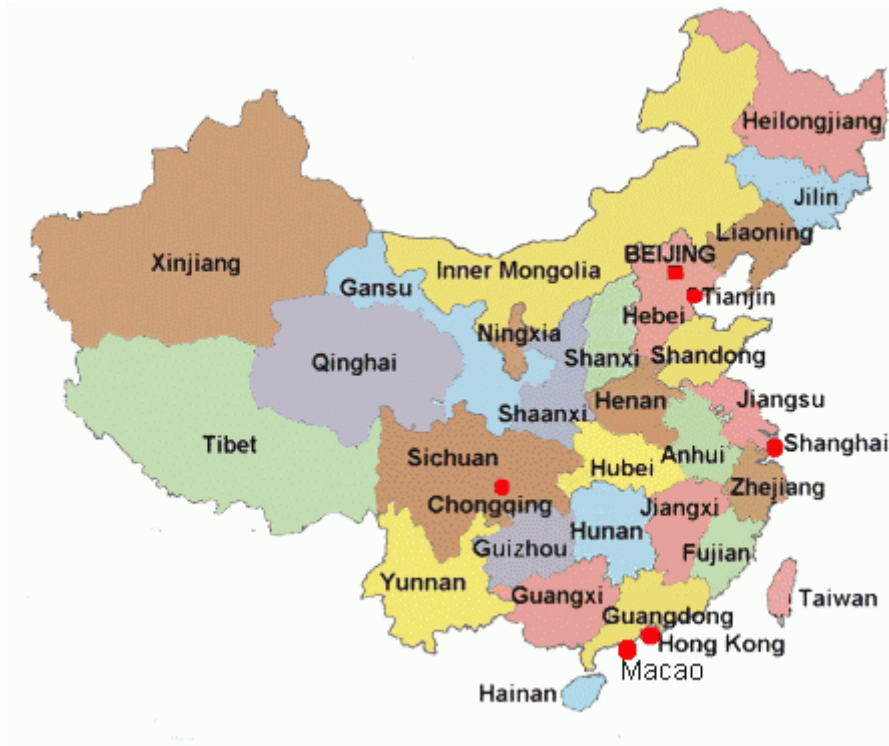 Heilongjiang
Jilin
Liaoning
BEIJING
Xinjiang
Inner Mongolia
Gansu
Tianjin
Hebei
Ningxia
Shanxi
Shandong
Qinghai
Henan
Jiangsu
Shaanxi
Tibet
Shanghai
Sichuan
Anhui
Hubei
Zhejiang
Chongqing
Jiangxi
Hunan
Guizhou
Fujian
Yunnan
Guangxi
Taiwan
Guangdong
Hong Kong
Macao
Hainan